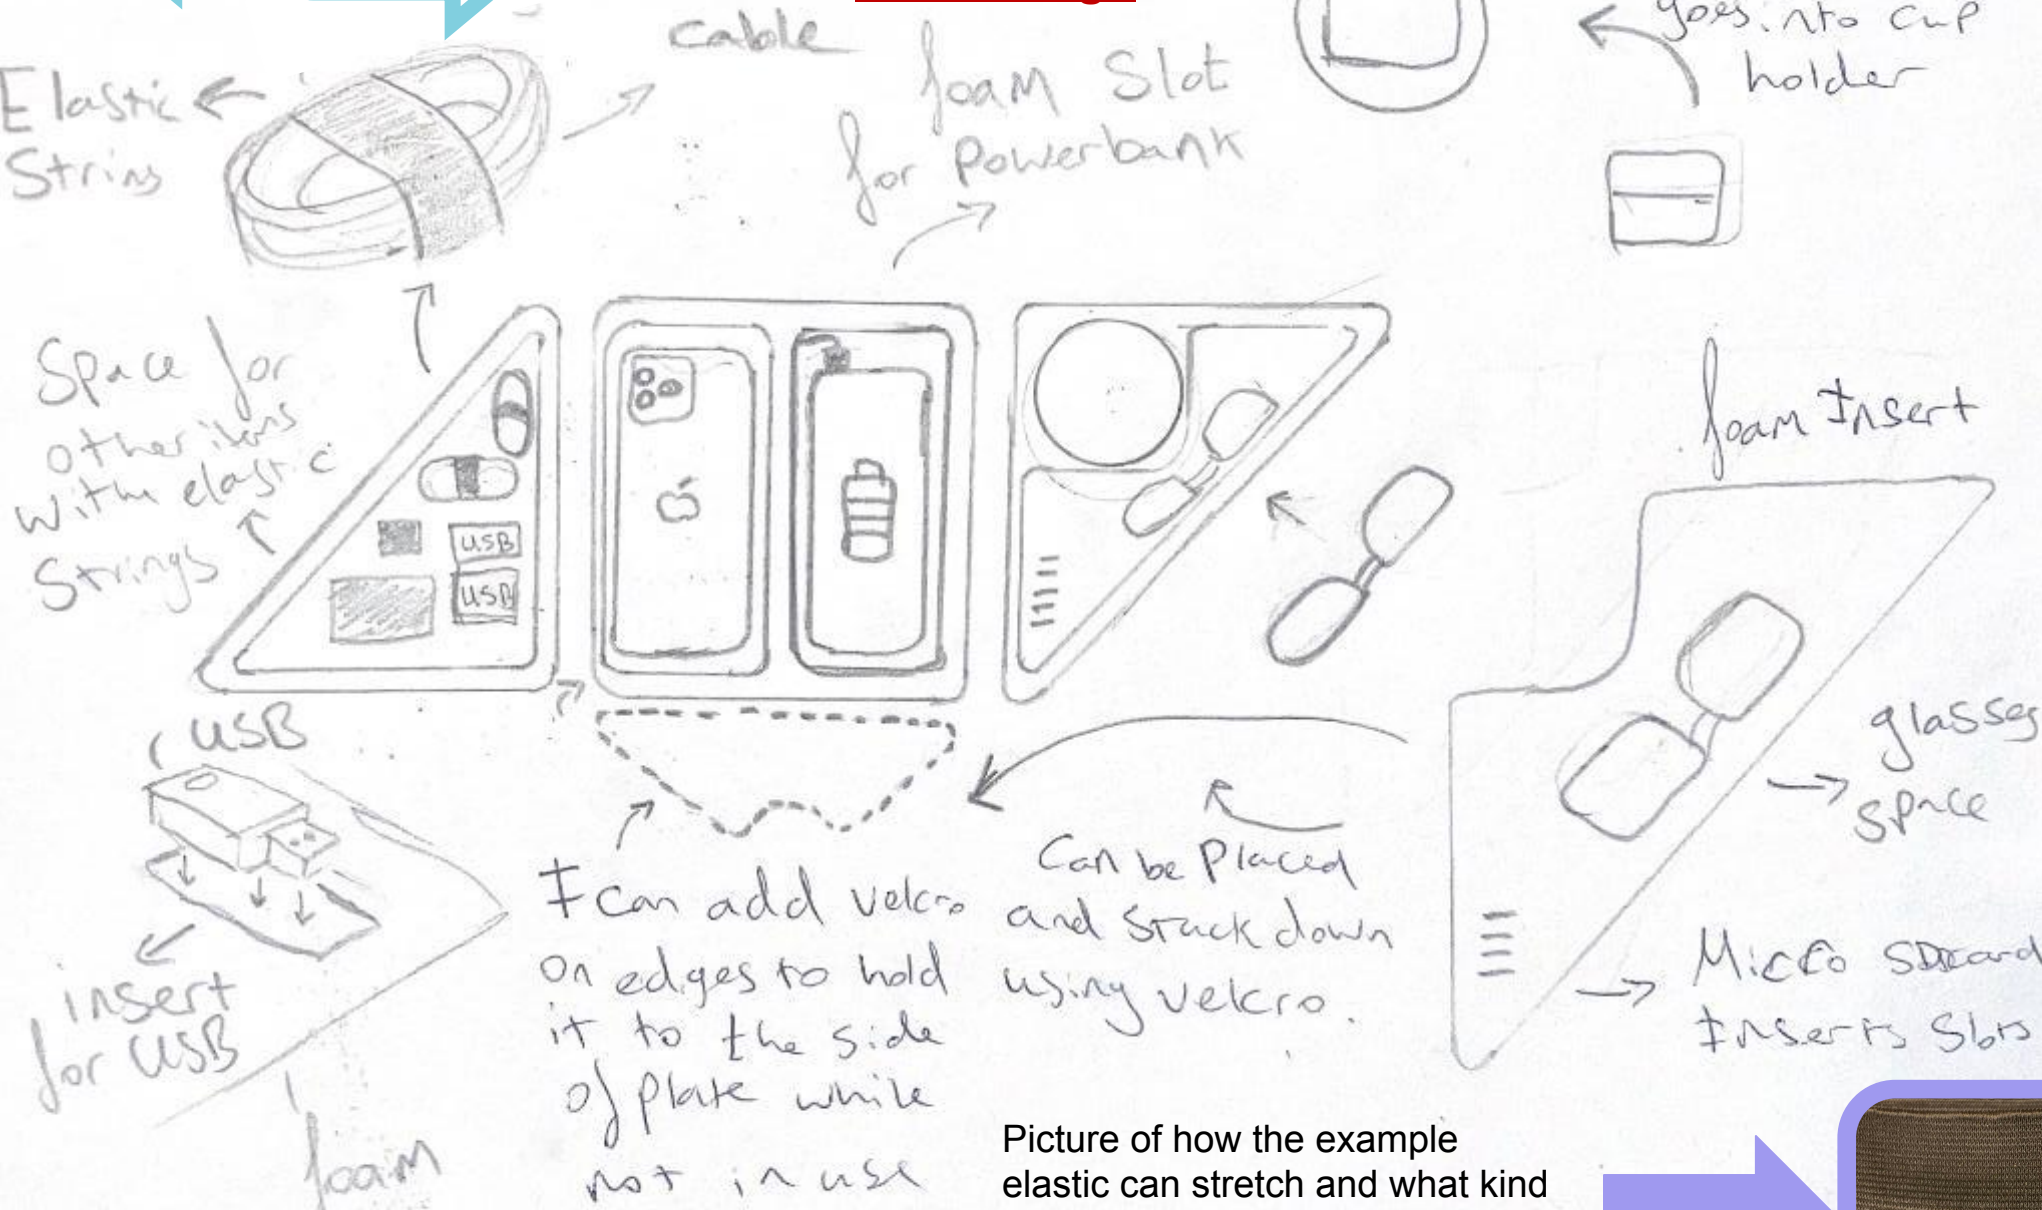 cable
goes into cup
holder
Elastic
Strins
foam Slot
for Powerbank
Space for
other items
with elastic
Strings
USB
USB
foam Insert
USB
glasses
space
I can add velcro
on edges to hold
it to the side
of plate while
not in use
Can be Placed
and Stuck down
using velcro.
insert
for USB
Micro SDcard
Inserts Slots
foam
Picture of how the example
elastic can stretch and what kind